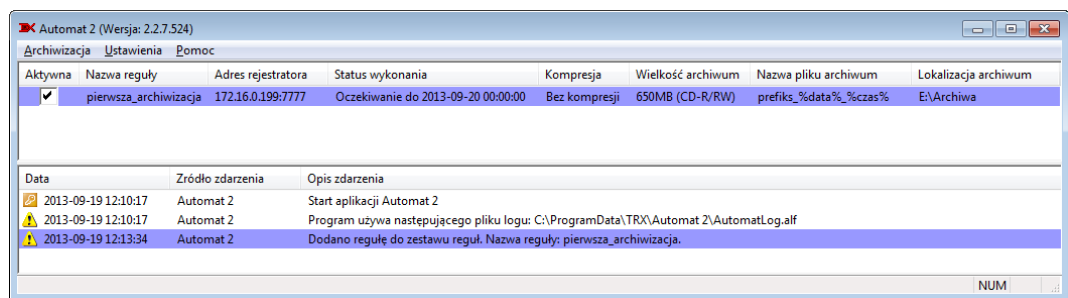 Automat 2 (Wersja: 2.2.7.524)
Archiwizacja Ustawienia Pomoc
Aktywna Nazwa reguły Adres rejestratora Status wykonania Kompresja Wielkość archiwum Nazwa pliku archiwum Lokalizacja archiwum
pierwsza_archiwizacja 172.16.0.199:7777 Oczekiwanie do 2013-09-20 00:00:00 Bez kompresji 650MB (CD-R/RW) prefiks_%data%_%czas% E:\Archiwa
Data Zródło zdarzenia Opis zdarzenia
2013-09-19 12:10:17 Automat 2 Start aplikacji Automat 2
2013-09-19 12:10:17 Automat 2 Program używa następującego pliku logu: C:\ProgramData\TRX\Automat 2\AutomatLog.alf
2013-09-19 12:13:34 Automat 2 Dodano regułę do zestawu reguł. Nazwa reguły: pierwsza_archiwizacja.
NUM